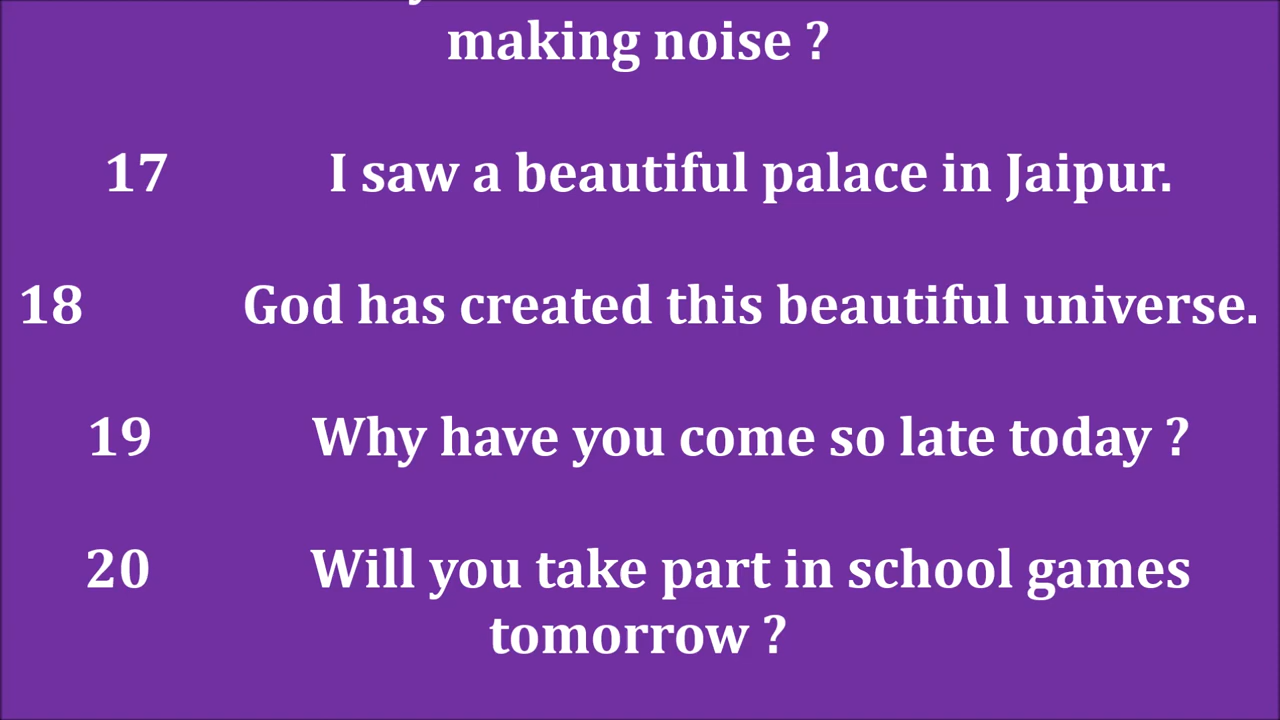 making noise ?
17 I saw a beautiful palace in Jaipur.
18 God has created this beautiful universe.
19 Why have you come so late today ?
20 Will you take part in school games
tomorrow ?